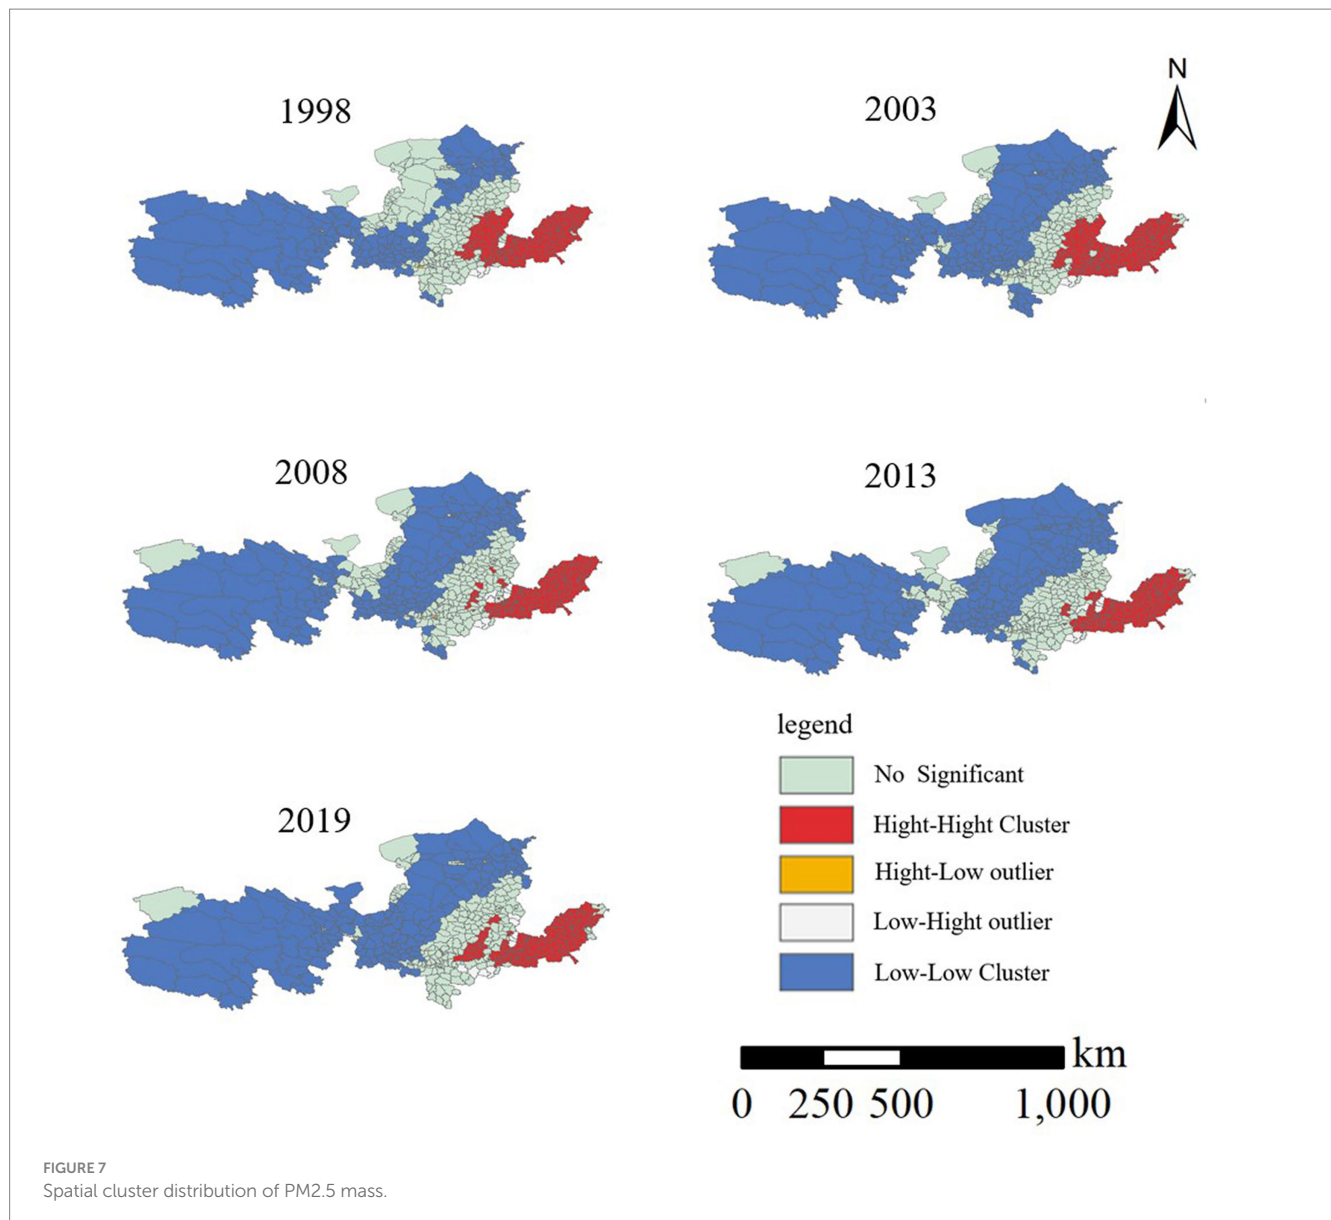 N
1998
2003
2008
2013
2019
legend
No Significant
Hight-Hight Cluster
Hight-Low outlier
Low-Hight outlier
Low-Low Cluster
km
0 250 500 1,000
FIGURE 7
Spatial cluster distribution of PM2.5 mass.